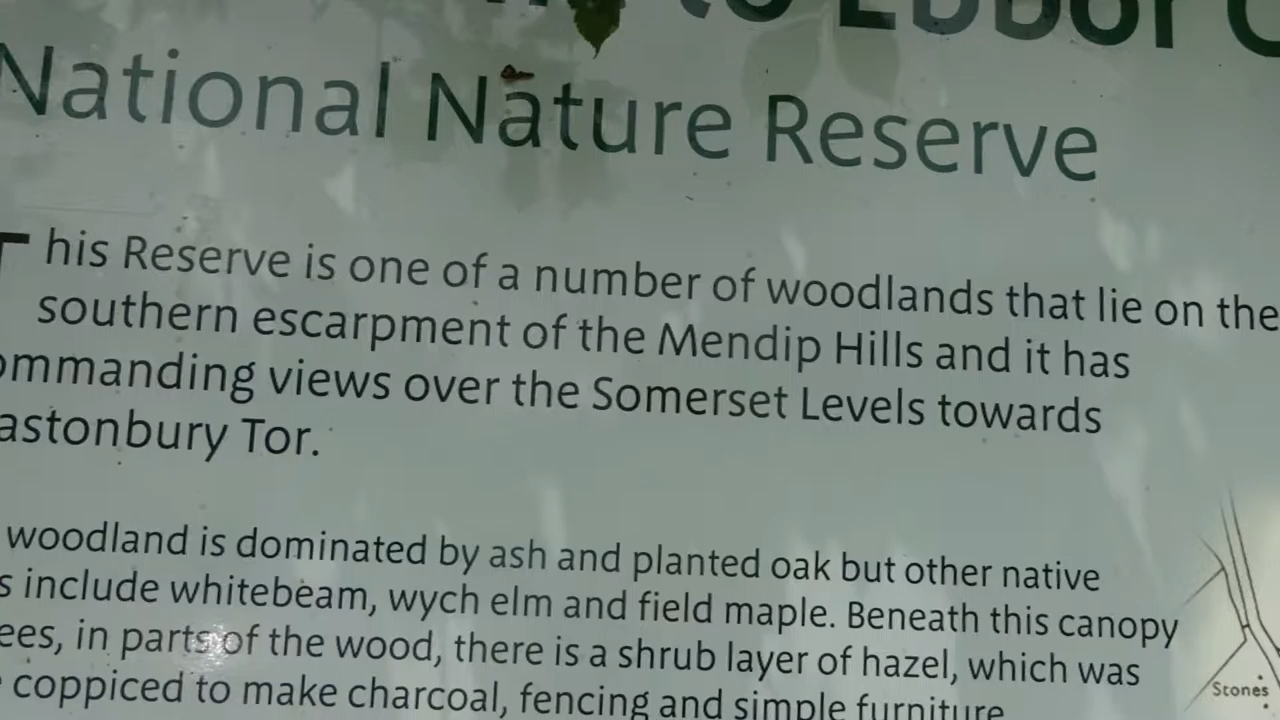 to Ebbor
National Nature Reserve
This Reserve is one of a number of woodlands that lie on the
southern escarpment of the Mendip Hills and it has
ommanding views over the Somerset Levels towards
astonbury Tor.
woodland is dominated by ash and planted oak but other native
s include whitebeam, wych elm and field maple. Beneath this canopy
ees, in parts of the wood, there is a shrub layer of hazel, which was
coppiced to make charcoal, fencing and simple furniture
Stones